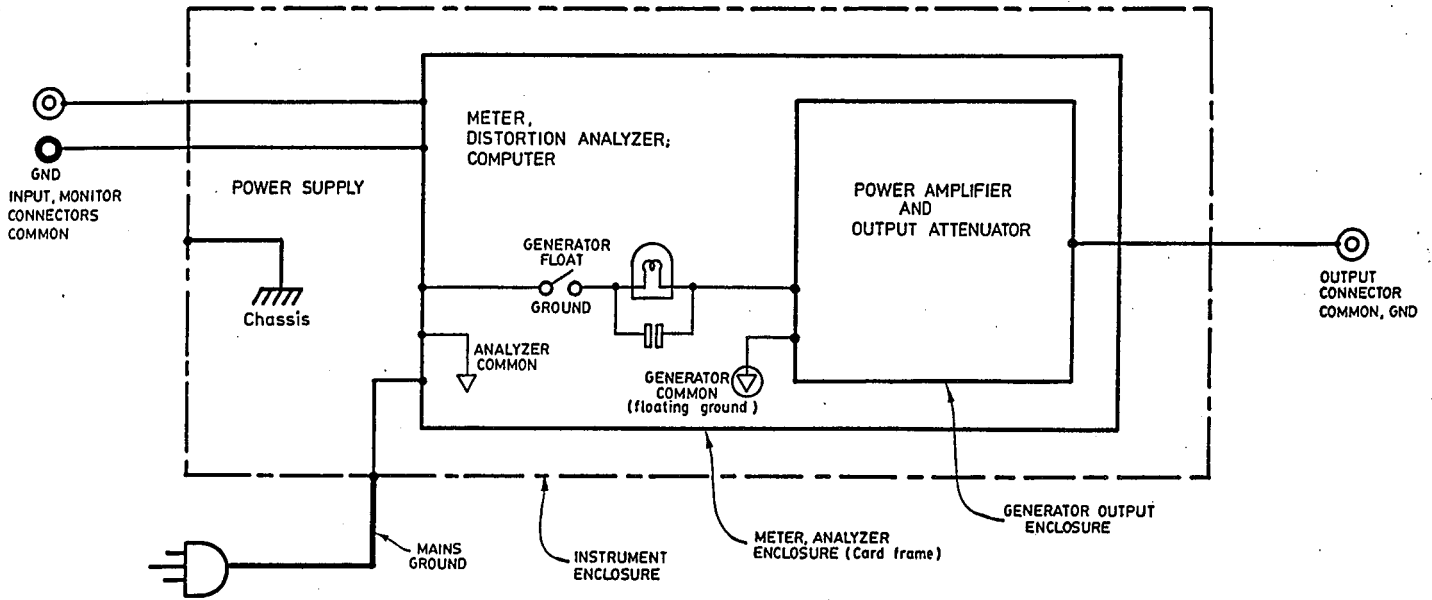 METER,
DISTORTION ANALYZER;
COMPUTER
GND
INPUT, MONITOR
CONNECTORS
COMMON
POWER SUPPLY
POWER AMPLIFIER
AND
OUTPUT ATTENUATOR
GENERATOR
FLOAT
GROUND
OUTPUT
CONNECTOR
COMMON, GND
Chassis
ANALYZER
COMMON
GENERATOR
COMMON
(floating ground)
GENERATOR OUTPUT
ENCLOSURE
MAINS
GROUND
INSTRUMENT
ENCLOSURE
METER, ANALYZER
ENCLOSURE (Card frame)